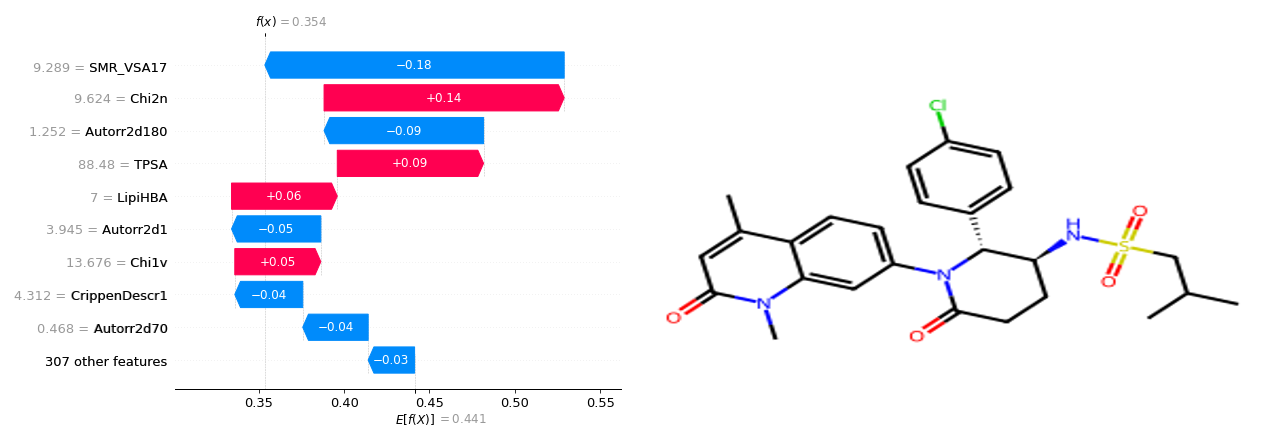 f(x) = 0.354
9.289 = SMR_VSA17
−0.18
9.624 = Chi2n
+0.14
1.252 = Autorr2d180
−0.09
88.48 = TPSA
+0.09
7 = LipiHBA
+0.06
3.945 = Autorr2d1
−0.05
13.676 = Chi1v
+0.05
4.312 = CrippenDescr1
−0.04
0.468 = Autorr2d70
−0.04
307 other features
−0.03
0.35 0.40 0.45 0.50 0.55
E[f(X)] = 0.441
Cl
H
N
O
S
O
N
N
O
O